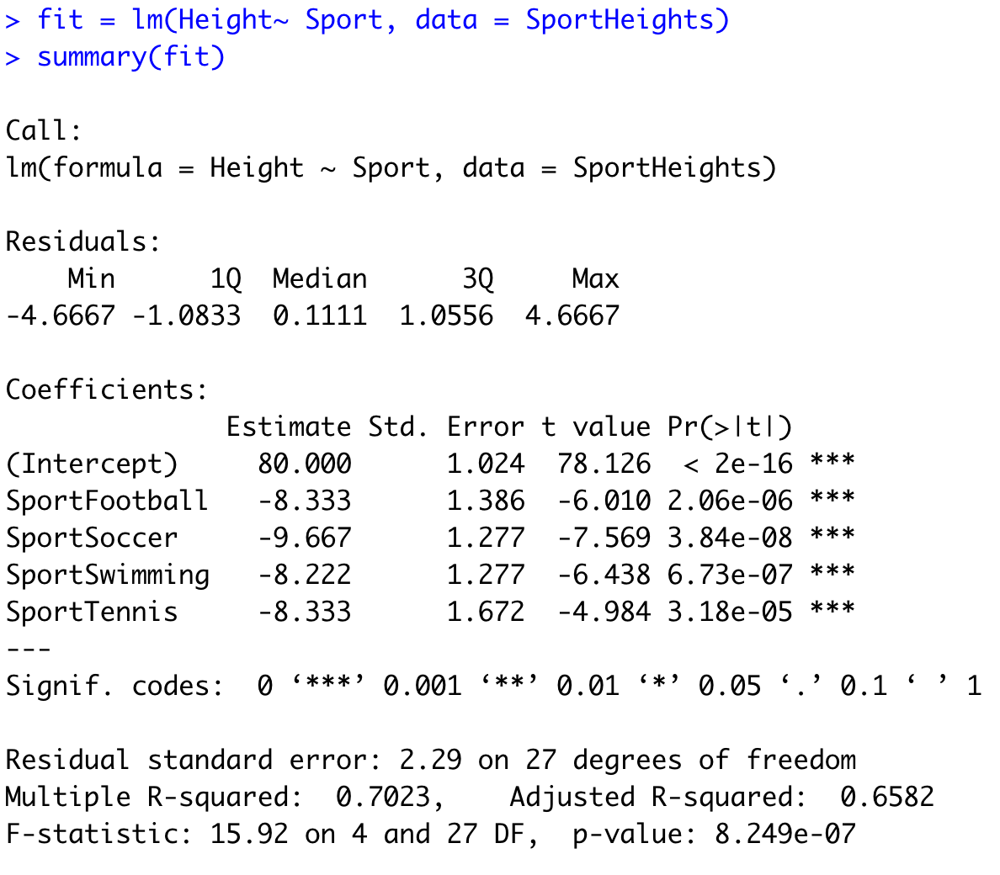 > fit = lm(Height~ Sport, data = SportHeights)
> summary(fit)
Call:
lm(formula = Height ~ Sport, data = SportHeights)
Residuals:
    Min      1Q  Median      3Q     Max
-4.6667 -1.0833  0.1111  1.0556  4.6667
Coefficients:
              Estimate Std. Error t value Pr(>|t|)
(Intercept)     80.000      1.024  78.126  < 2e-16 ***
SportFootball   -8.333      1.386  -6.010 2.06e-06 ***
SportSoccer     -9.667      1.277  -7.569 3.84e-08 ***
SportSwimming   -8.222      1.277  -6.438 6.73e-07 ***
SportTennis     -8.333      1.672  -4.984 3.18e-05 ***
---
Signif. codes:  0 ‘***’ 0.001 ‘**’ 0.01 ‘*’ 0.05 ‘.’ 0.1 ‘ ’ 1
Residual standard error: 2.29 on 27 degrees of freedom
Multiple R-squared:  0.7023,	Adjusted R-squared:  0.6582
F-statistic: 15.92 on 4 and 27 DF,  p-value: 8.249e-07